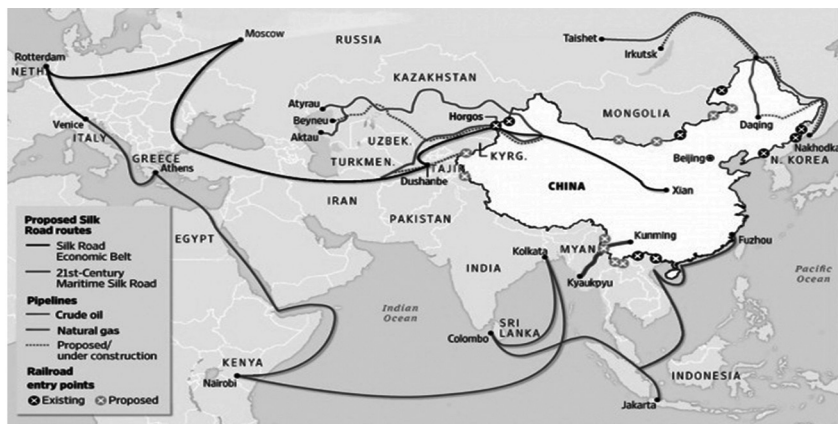 Moscow
Rotterdam
NETH.
RUSSIA
Taishet
Irkutsk
KAZAKHSTAN
Atyrau
Beyneu
Aktau
Horgos
MONGOLIA
Daqing
Venice
ITALY
UZBEK.
TURKMEN.
KYRG.
Nakhodka
Beijing
N. KOREA
GREECE
Athens
TAJIK.
Dushanbe
CHINA
Xian
IRAN
PAKISTAN
EGYPT
Kolkata
MYAN.
Kunming
Fuzhou
INDIA
Kyaukpyu
Pacific
Ocean
Indian
Ocean
Colombo
SRI
LANKA
KENYA
Nairobi
INDONESIA
Jakarta
Proposed Silk
Road routes
Silk Road
Economic Belt
21st-Century
Maritime Silk Road
Pipelines
Crude oil
Natural gas
Proposed/
under construction
Railroad
entry points
Existing
Proposed